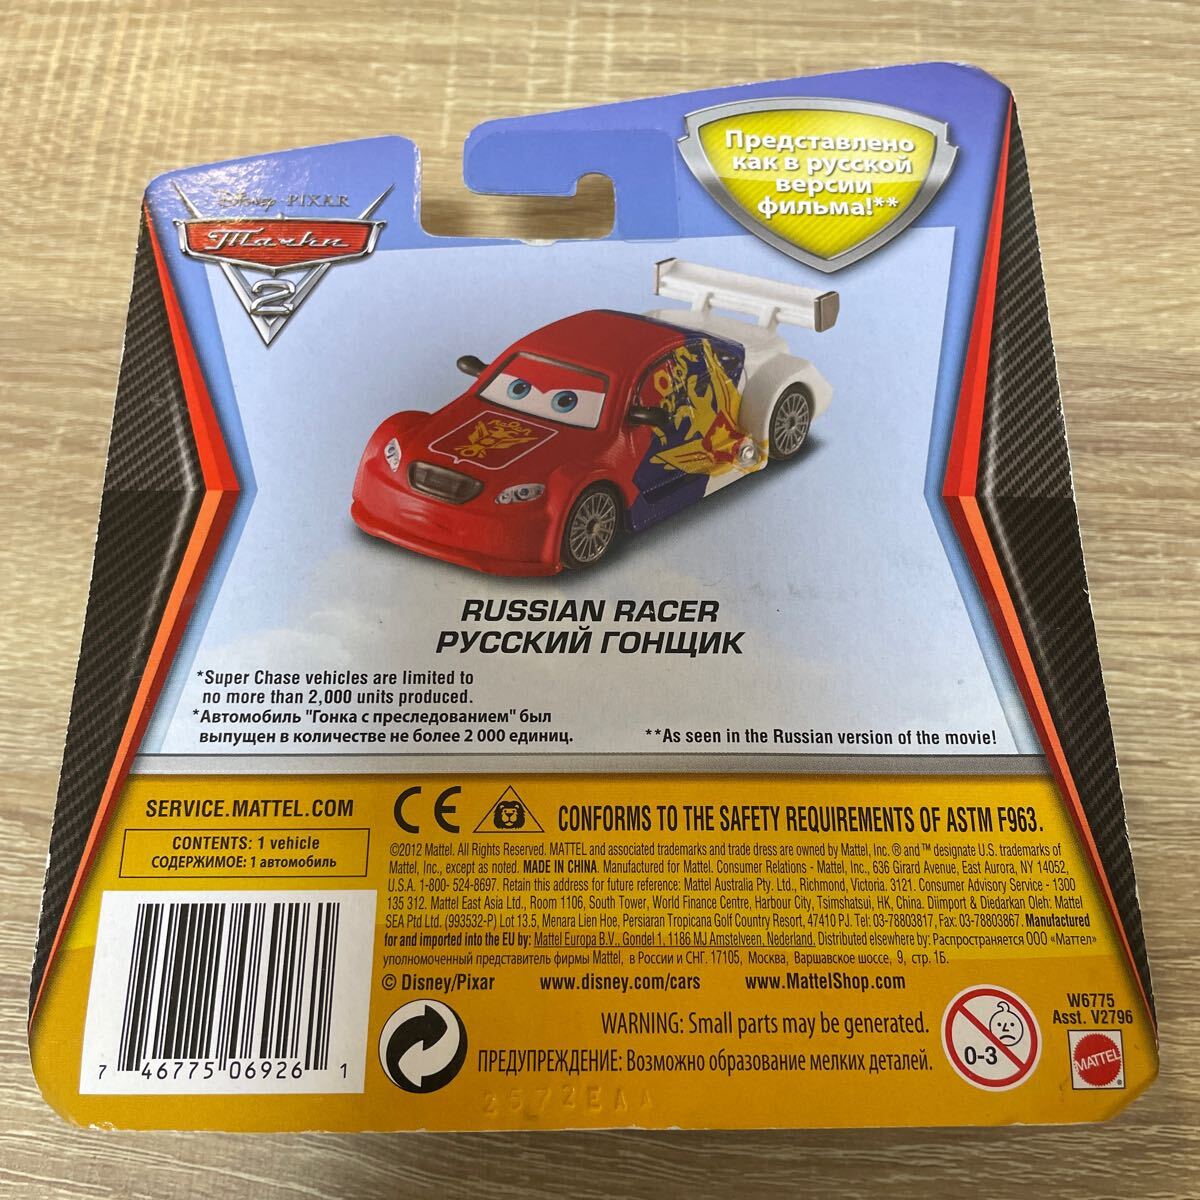 Disney · PIXAR
Тачки
2
Представлено
как в русской
версии
фильма!**
RUSSIAN RACER
РУССКИЙ ГОНЩИК
*Super Chase vehicles are limited to
no more than 2,000 units produced.
*Автомобиль "Гонка с преследованием" был
выпущен в количестве не более 2 000 единиц.
**As seen in the Russian version of the movie!
SERVICE.MATTEL.COM
CONTENTS: 1 vehicle
СОДЕРЖИМОЕ: 1 автомобиль
CE
CONFORMS TO THE SAFETY REQUIREMENTS OF ASTM F963.
©2012 Mattel. All Rights Reserved. MATTEL and associated trademarks and trade dress are owned by Mattel, Inc. ® and ™ designate U.S. trademarks of
Mattel, Inc., except as noted. MADE IN CHINA. Manufactured for Mattel. Consumer Relations - Mattel, Inc., 636 Girard Avenue, East Aurora, NY 14052,
U.S.A. 1-800- 524-8697. Retain this address for future reference: Mattel Australia Pty. Ltd., Richmond, Victoria. 3121. Consumer Advisory Service - 1300
135 312. Mattel East Asia Ltd., Room 1106, South Tower, World Finance Centre, Harbour City, Tsimshatsui, HK, China. Diimport & Diedarkan Oleh: Mattel
SEA Ptd Ltd. (993532-P) Lot 13.5, Menara Lien Hoe, Persiaran Tropicana Golf Country Resort, 47410 PJ. Tel: 03-78803817, Fax: 03-78803867. Manufactured
for and imported into the EU by: Mattel Europa B.V., Gondel 1, 1186 MJ Amstelveen, Nederland. Distributed elsewhere by: Распространяется ООО «Маттел»
уполномоченный представитель фирмы Mattel, в России и СНГ. 17105, Москва, Варшавское шоссе, 9, стр. 1Б.
© Disney/Pixar www.disney.com/cars www.MattelShop.com
WARNING: Small parts may be generated.
ПРЕДУПРЕЖДЕНИЕ: Возможно образование мелких деталей.
0-3
W6775
Asst. V2796
MATTEL
7 46775 06926 1
2572EAA